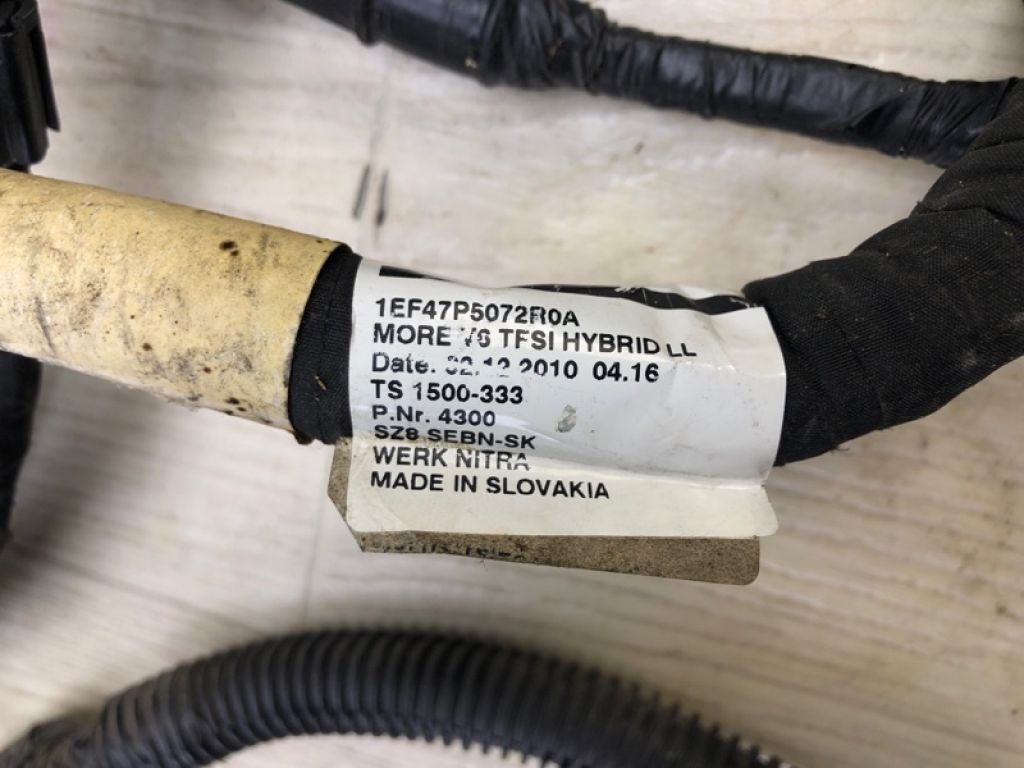 1EF47P5072R0A
MORE V6 TFSI HYBRID LL
Date: 02.12.2010 04.16
TS 1500-333
P.Nr. 4300
SZ8 SEBN-SK
WERK NITRA
MADE IN SLOVAKIA